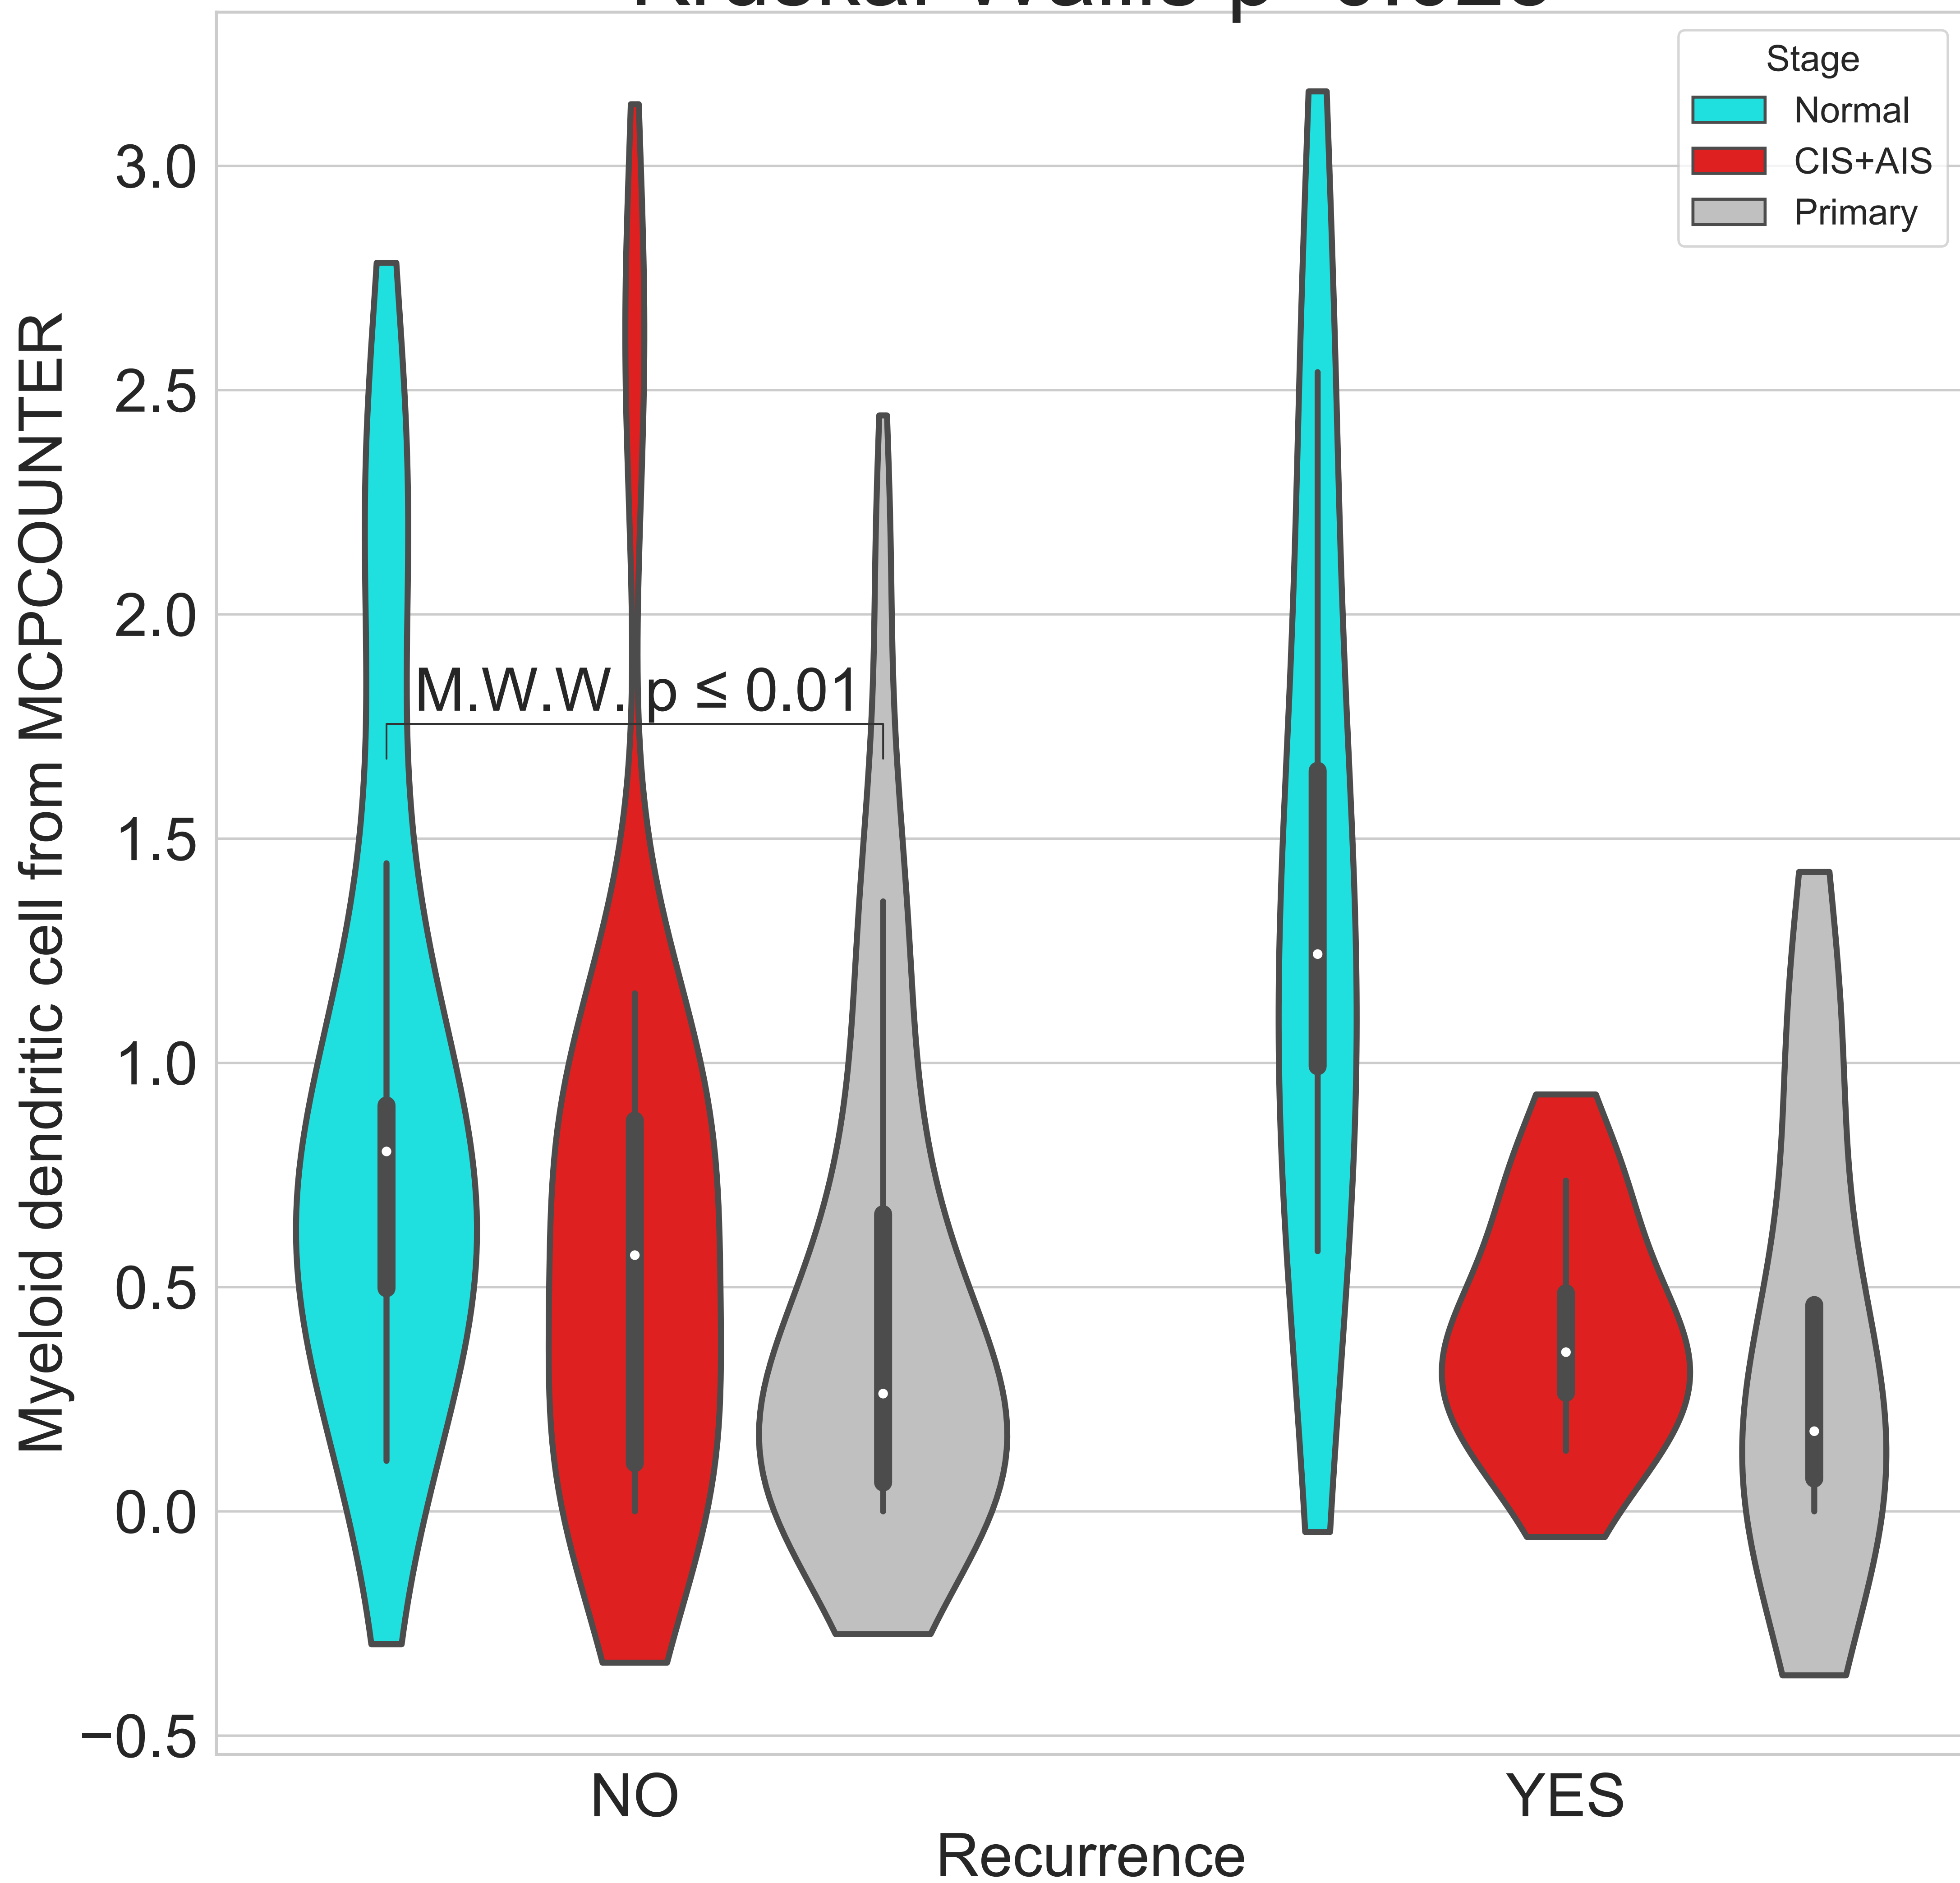 Myeloid dendritic cell from MCPCOUNTER
3.0
2.5
2.0
1.5
1.0
0.5
0.0
−0.5
M.W.W. p ≤ 0.01
Stage
Normal
CIS+AIS
Primary
NO
YES
Recurrence